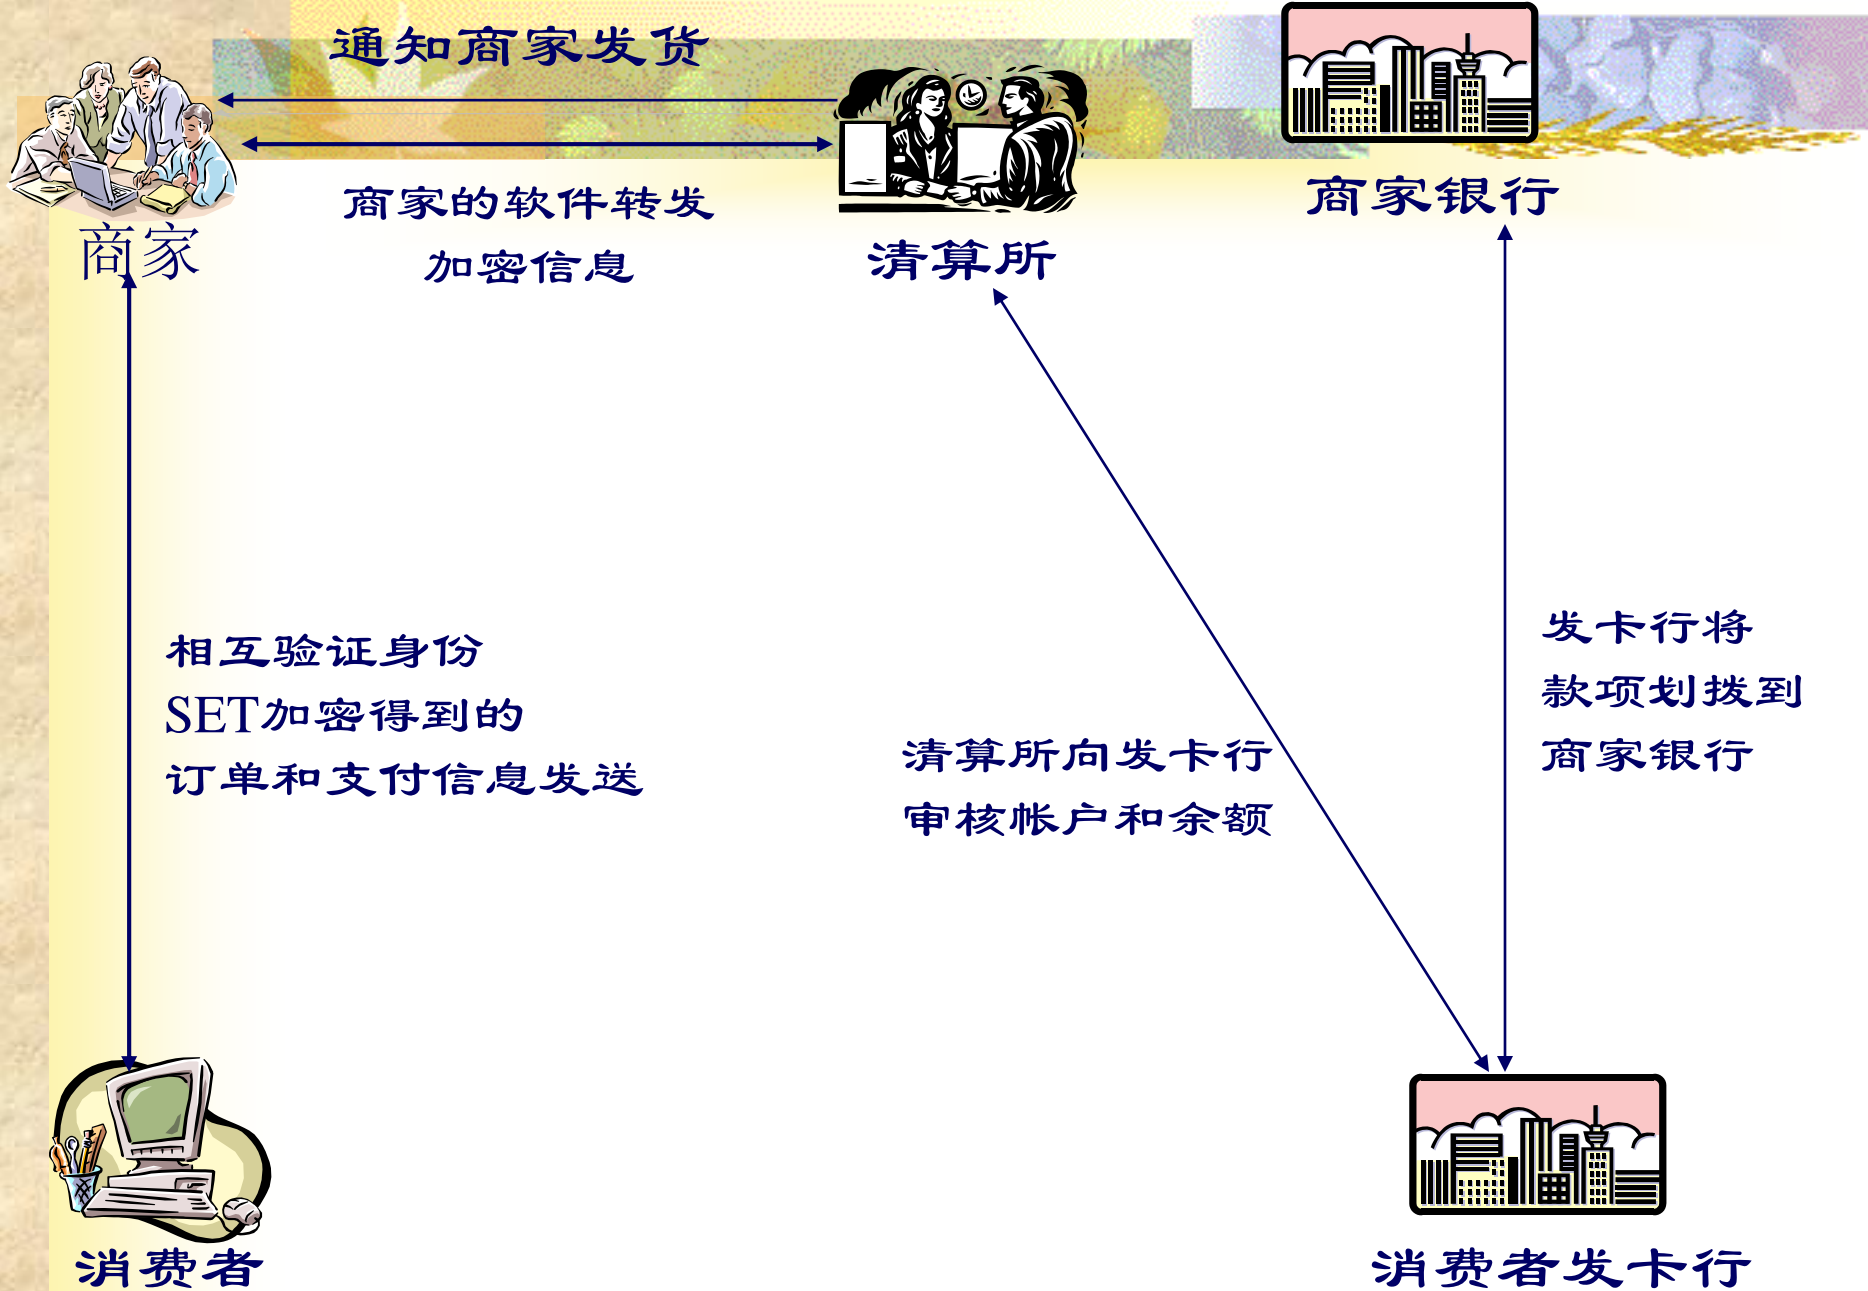 通知商家发货
商家的软件转发
加密信息
商家
清算所
商家银行
相互验证身份
SET加密得到的
订单和支付信息发送
清算所向发卡行
审核帐户和余额
发卡行将
款项划拨到
商家银行
消费者
消费者发卡行